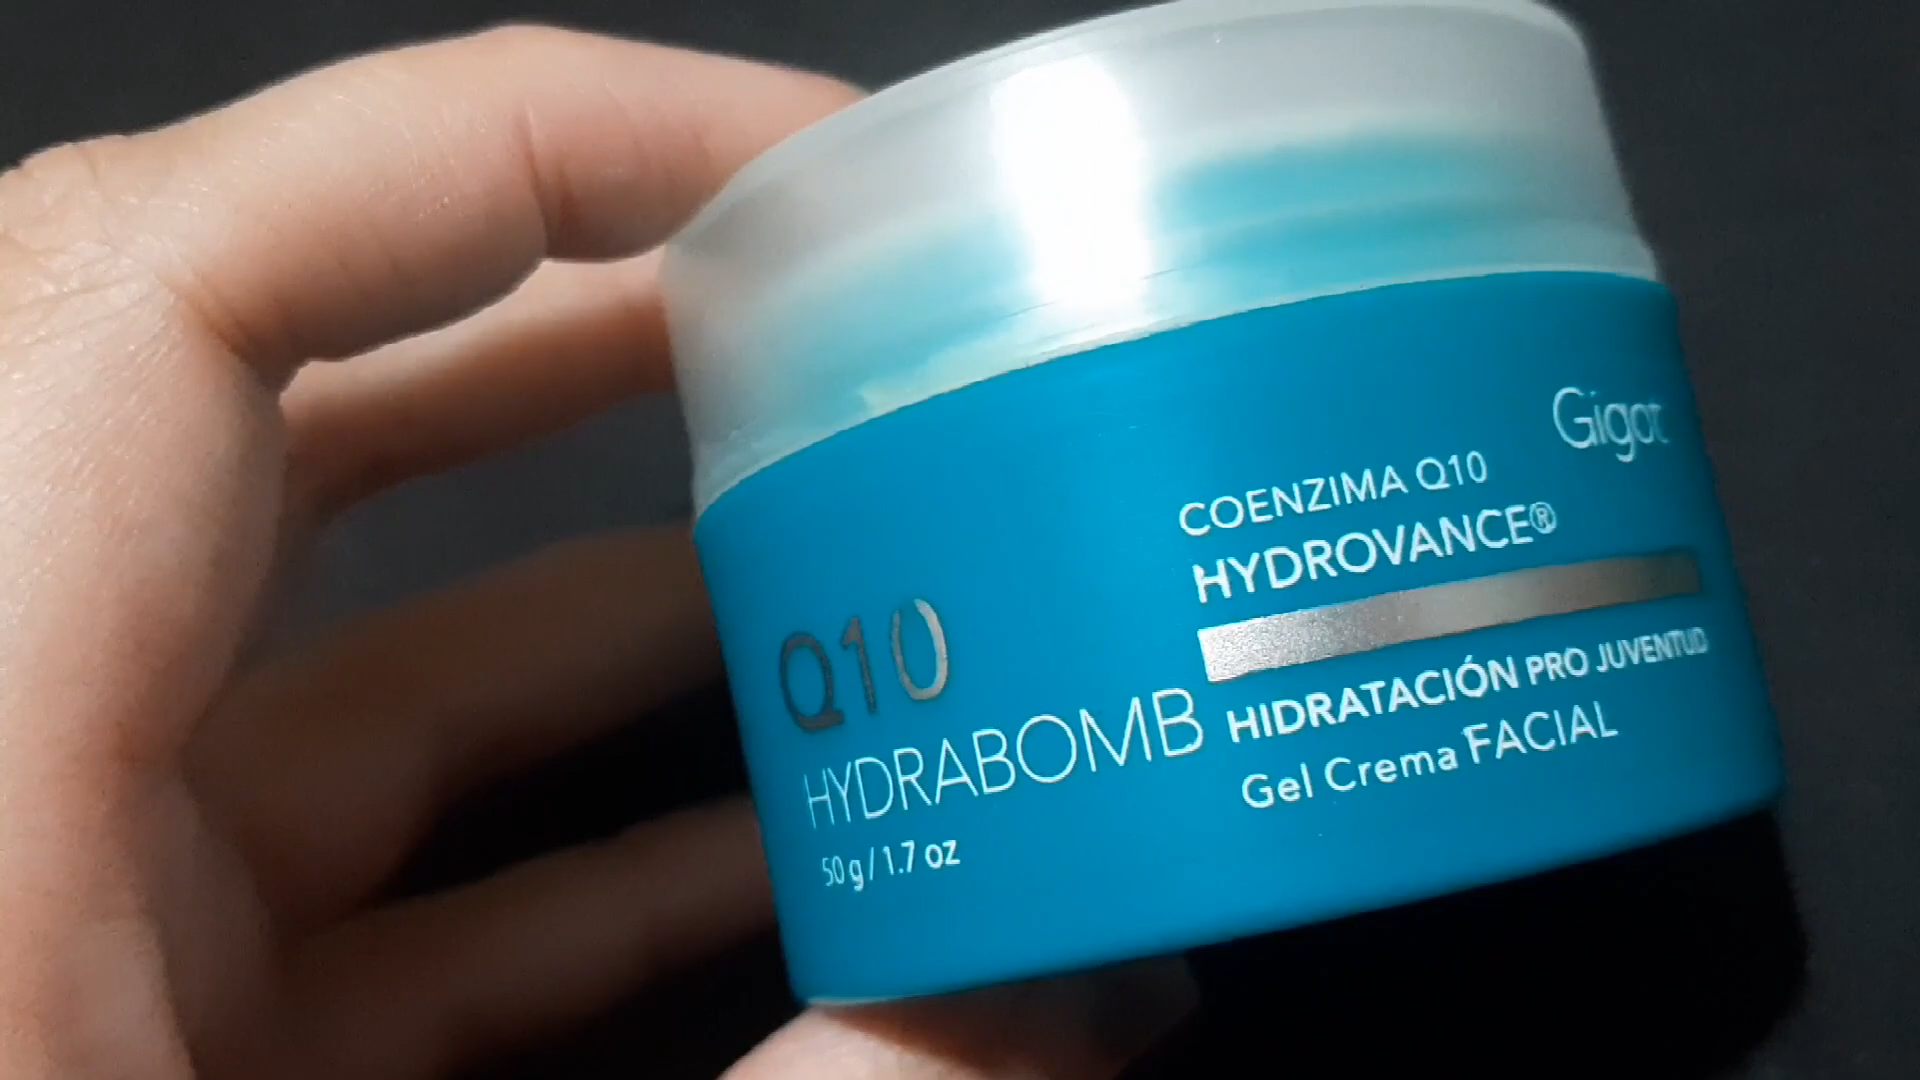 Gigot
COENZIMA Q10
HYDROVANCE®
HIDRATACIÓN PRO JUVENTUD
Gel Crema FACIAL
Q10
HYDRABOMB
50 g / 1.7 oz